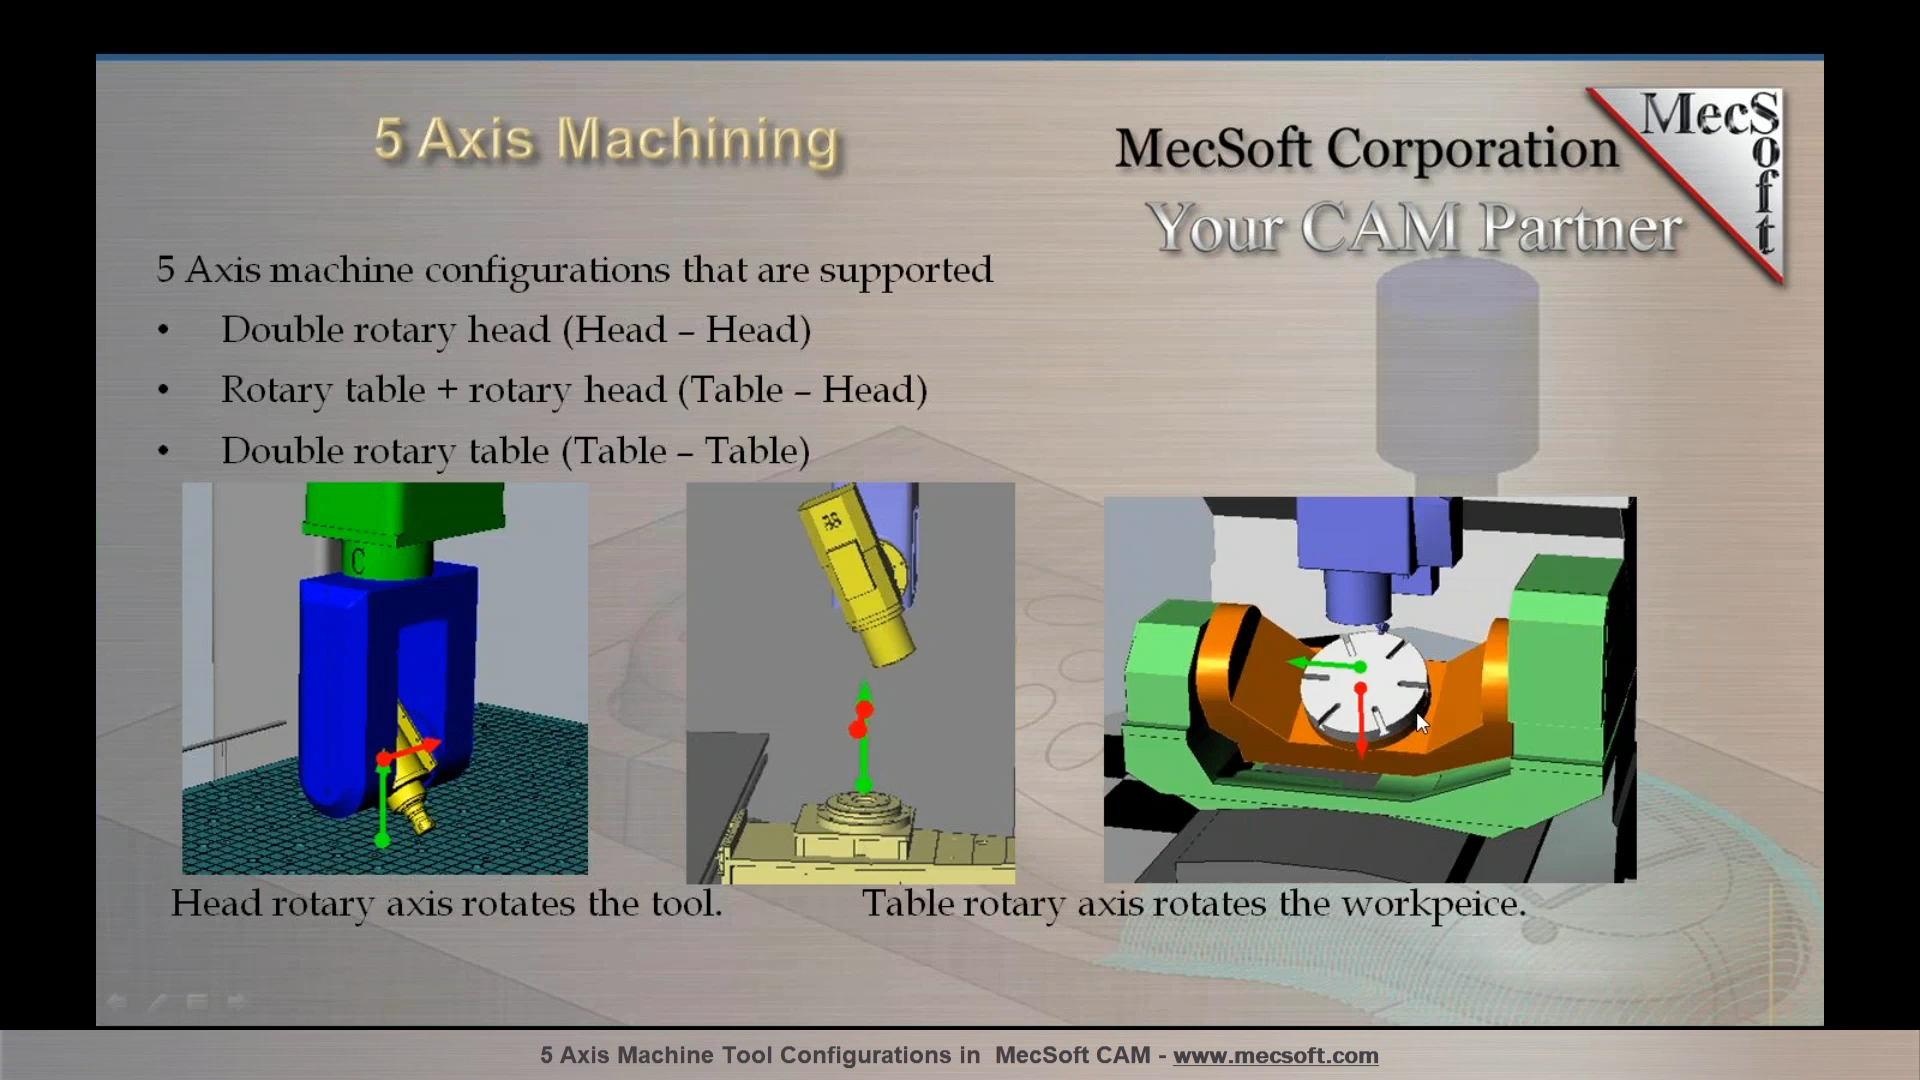 5 Axis Machining
MecSoft Corporation
Your CAM Partner
MecSoft
5 Axis machine configurations that are supported
• Double rotary head (Head – Head)
• Rotary table + rotary head (Table – Head)
• Double rotary table (Table – Table)
C
Head rotary axis rotates the tool.
Table rotary axis rotates the workpeice.
5 Axis Machine Tool Configurations in MecSoft CAM - www.mecsoft.com